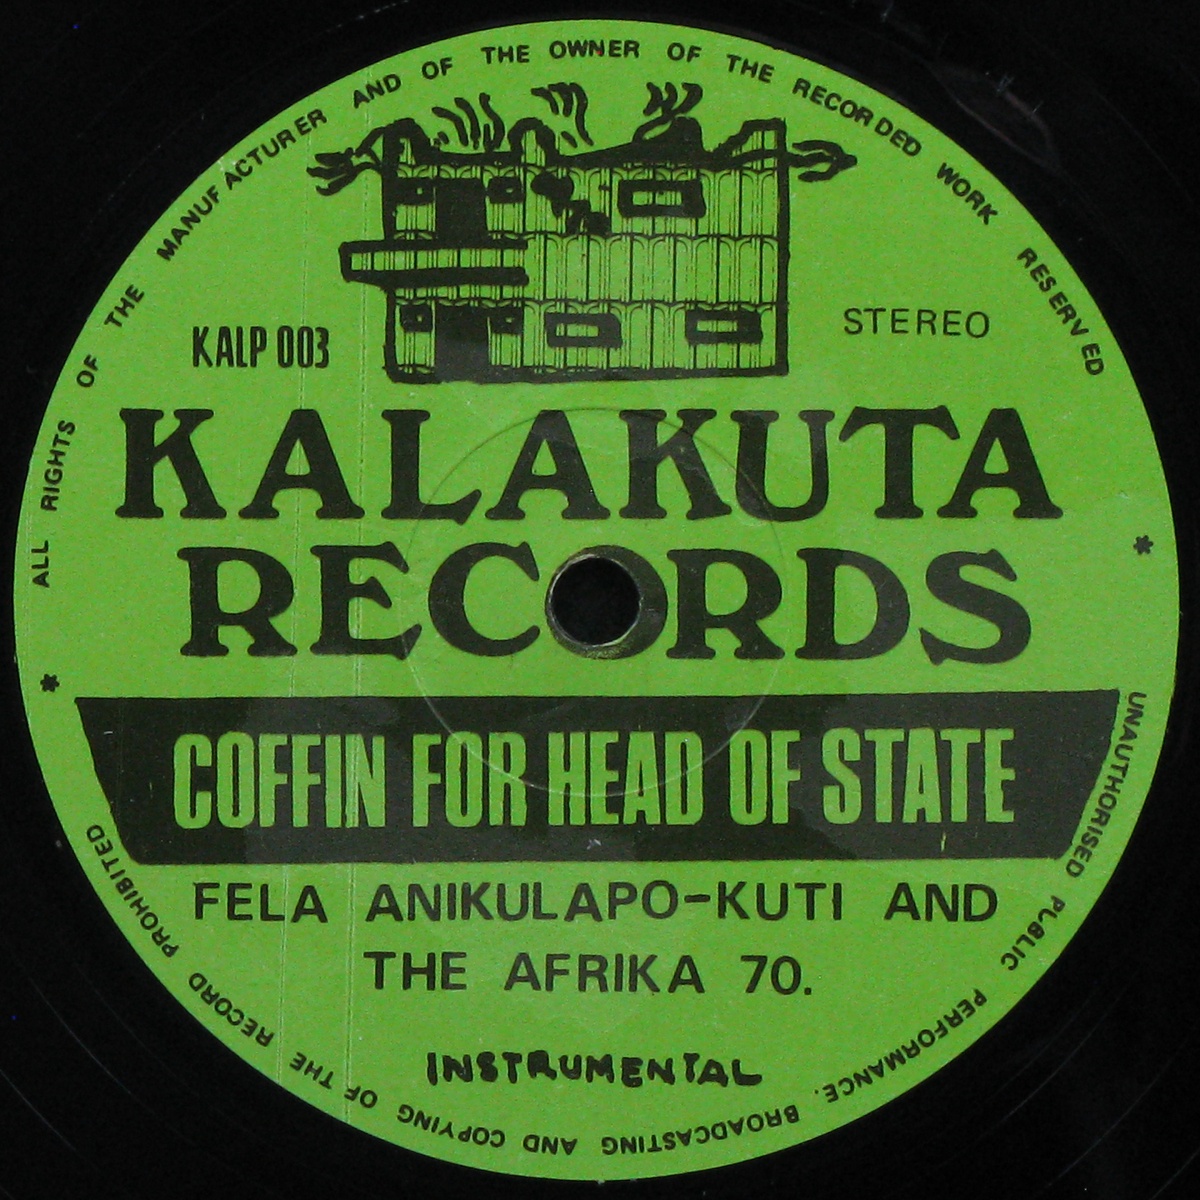 ALL RIGHTS OF THE MANUFACTURER AND OF THE OWNER OF THE RECORDED WORK RESERVED
KALP 003
STEREO
KALAKUTA
RECORDS
COFFIN FOR HEAD OF STATE
FELA ANIKULAPO-KUTI AND
THE AFRIKA 70.
INSTRUMENTAL
* UNAUTHORISED PUBLIC PERFORMANCE. BROADCASTING AND COPYING OF THE RECORD PROHIBITED *